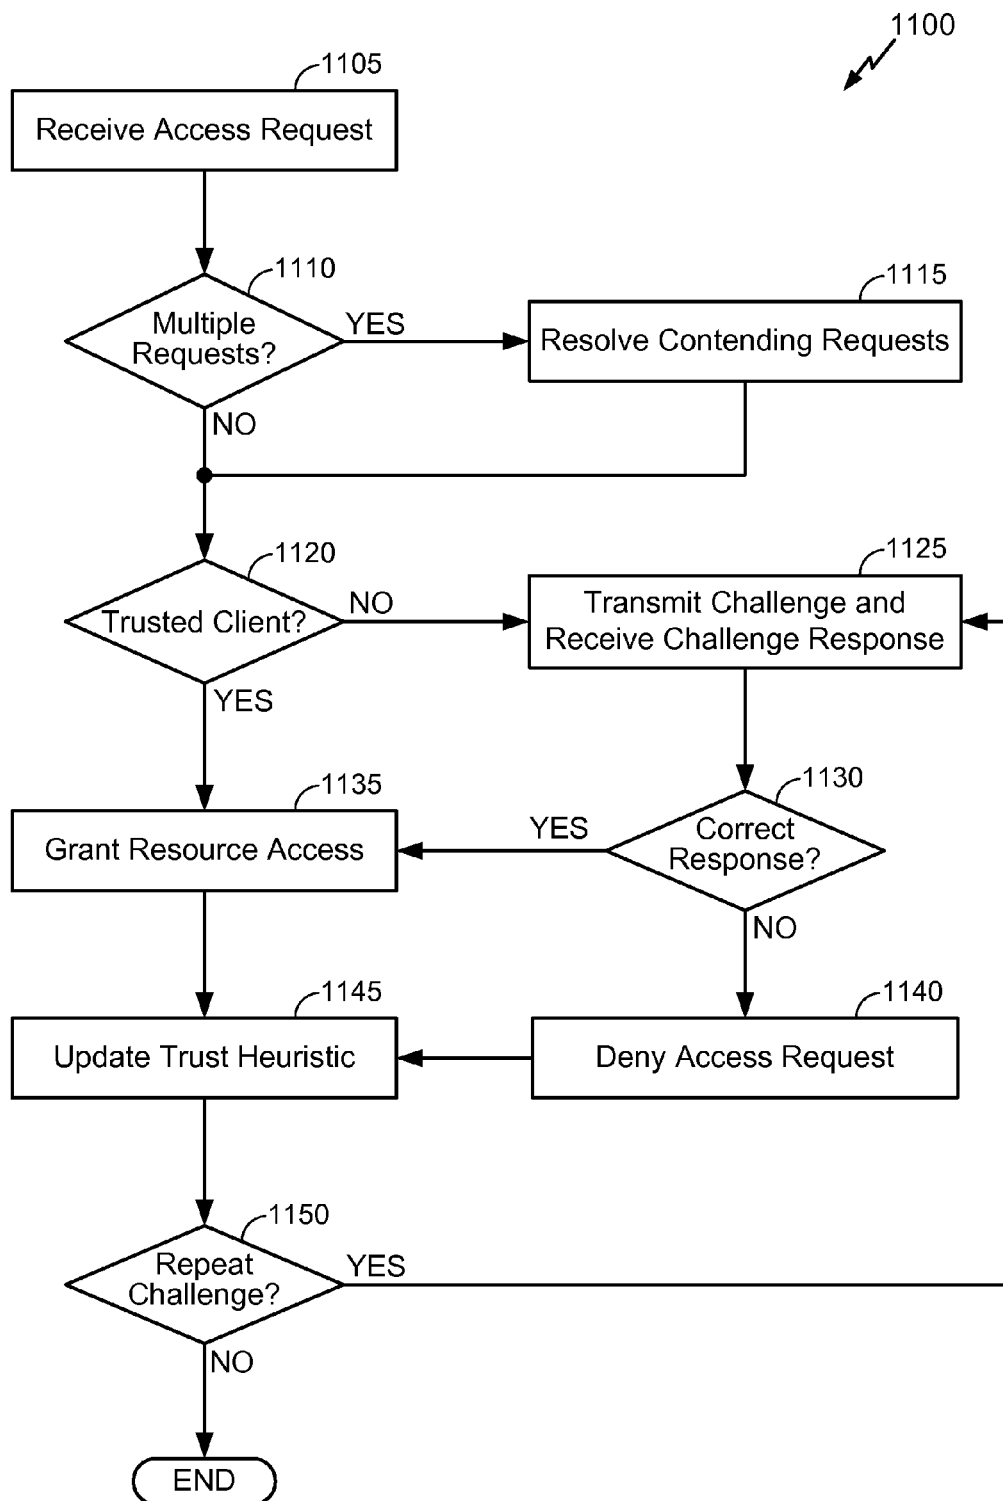 1100
1105
Receive Access Request
1110
Multiple
Requests?
YES
NO
1115
Resolve Contending Requests
1120
Trusted Client?
NO
YES
1125
Transmit Challenge and
Receive Challenge Response
1130
Correct
Response?
YES
NO
1135
Grant Resource Access
1140
Deny Access Request
1145
Update Trust Heuristic
1150
Repeat
Challenge?
YES
NO
END